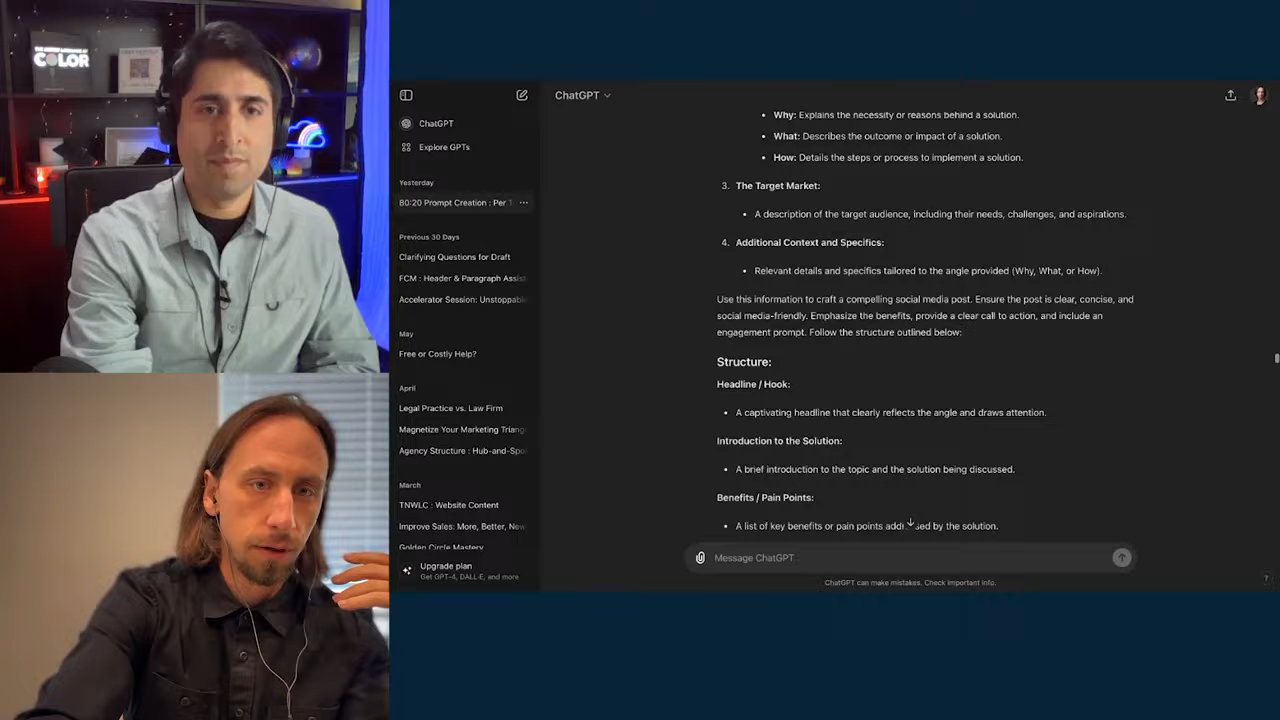 COLOR
ChatGPT
Explore GPTs
Yesterday
80:20 Prompt Creation : Per
Previous 30 Days
Clarifying Questions for Draft
FCM : Header & Paragraph Assist
Accelerator Session: Unstoppable
May
Free or Costly Help?
April
Legal Practice vs. Law Firm
Magnetize Your Marketing Triang
Agency Structure : Hub-and-Spo
March
TNWLC : Website Content
Improve Sales: More, Better, New
Golden Circle Mastery
Upgrade plan
Get GPT-4, DALL·E, and more
ChatGPT
• Why: Explains the necessity or reasons behind a solution.
• What: Describes the outcome or impact of a solution.
• How: Details the steps or process to implement a solution.
3. The Target Market:
• A description of the target audience, including their needs, challenges, and aspirations.
4. Additional Context and Specifics:
• Relevant details and specifics tailored to the angle provided (Why, What, or How).
Use this information to craft a compelling social media post. Ensure the post is clear, concise, and
social media-friendly. Emphasize the benefits, provide a clear call to action, and include an
engagement prompt. Follow the structure outlined below:
Structure:
Headline / Hook:
• A captivating headline that clearly reflects the angle and draws attention.
Introduction to the Solution:
• A brief introduction to the topic and the solution being discussed.
Benefits / Pain Points:
• A list of key benefits or pain points addressed by the solution.
Message ChatGPT
ChatGPT can make mistakes. Check important info.
?